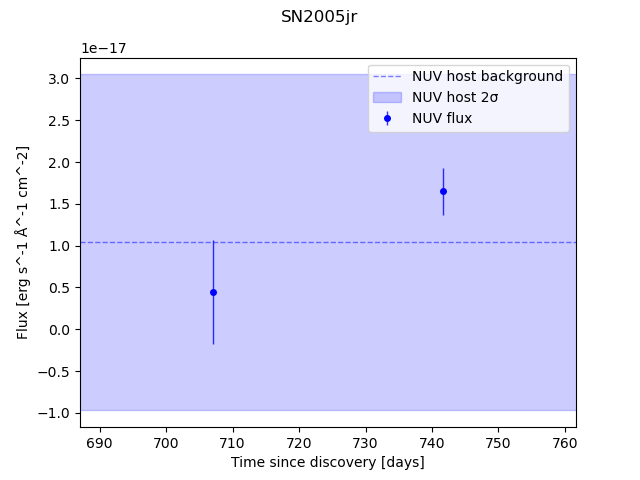 SN2005jr
1e−17
NUV host background
NUV host 2σ
NUV flux
3.0
2.5
2.0
1.5
1.0
0.5
0.0
−0.5
−1.0
Flux [erg s^-1 Å^-1 cm^-2]
690 700 710 720 730 740 750 760
Time since discovery [days]